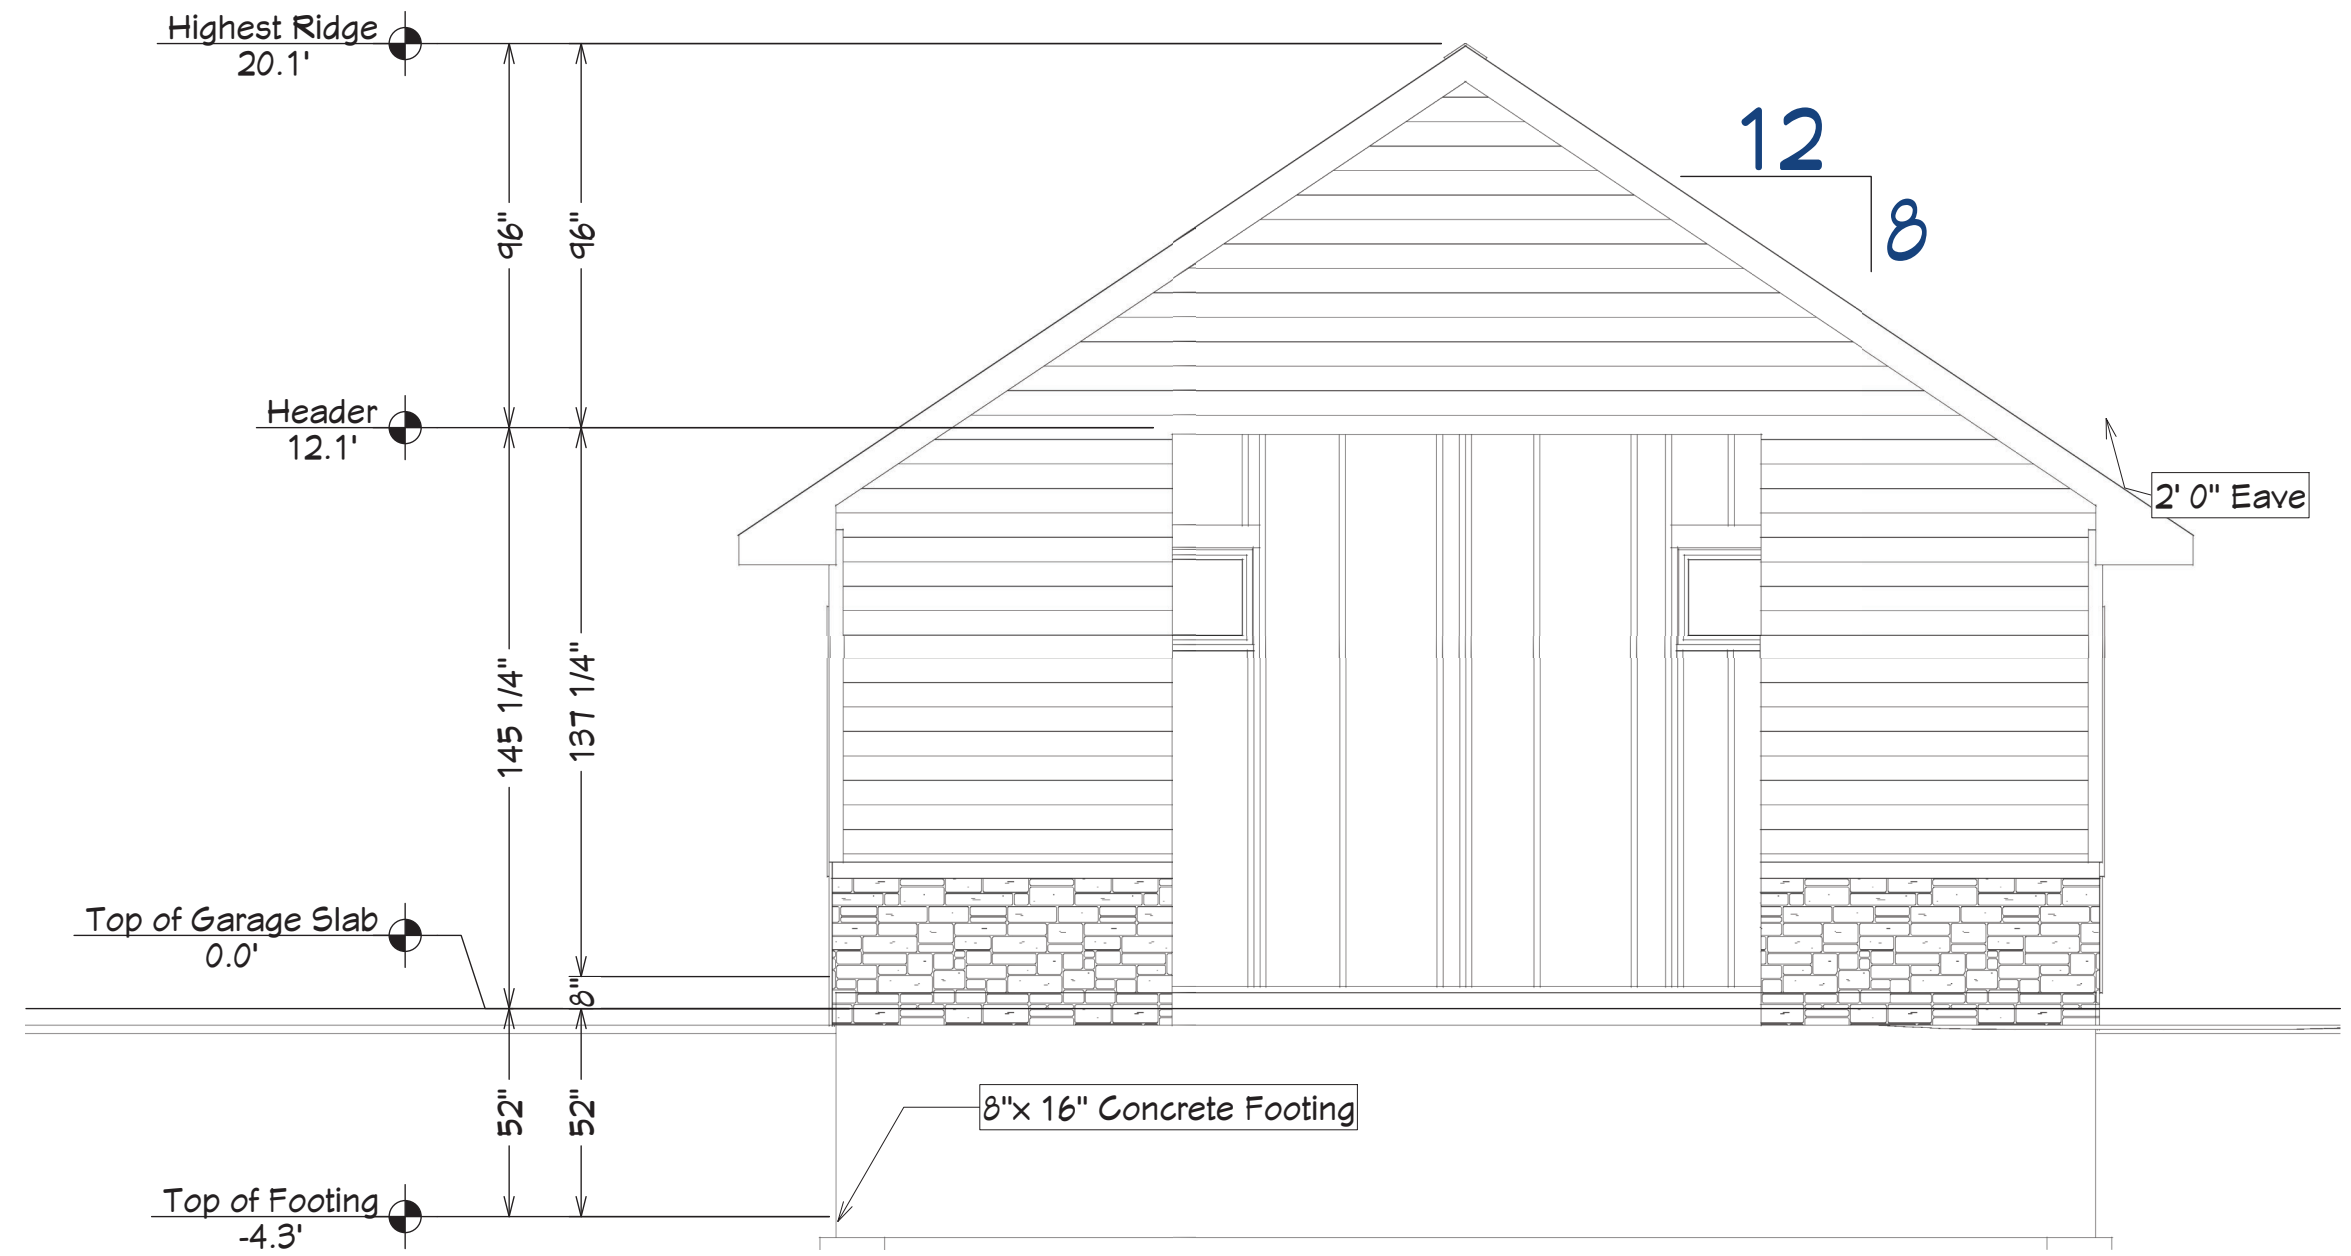 Highest Ridge
20.1'
96"
96"
12
8
Header
12.1'
2' 0" Eave
145 1/4"
137 1/4"
Top of Garage Slab
0.0'
8"
52"
52"
8"x 16" Concrete Footing
Top of Footing
-4.3'